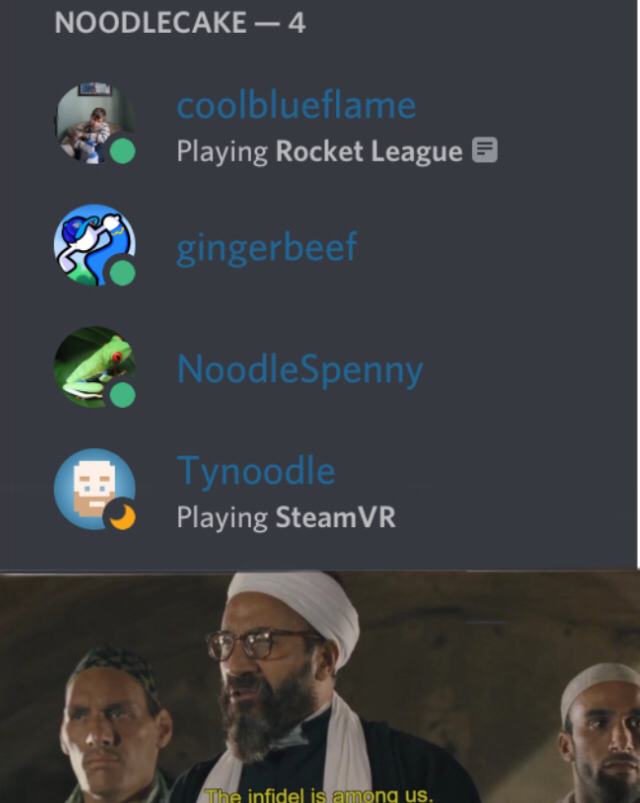 NOODLECAKE — 4
coolblueflame
Playing Rocket League
gingerbeef
NoodleSpenny
Tynoodle
Playing SteamVR
The infidel is among us.